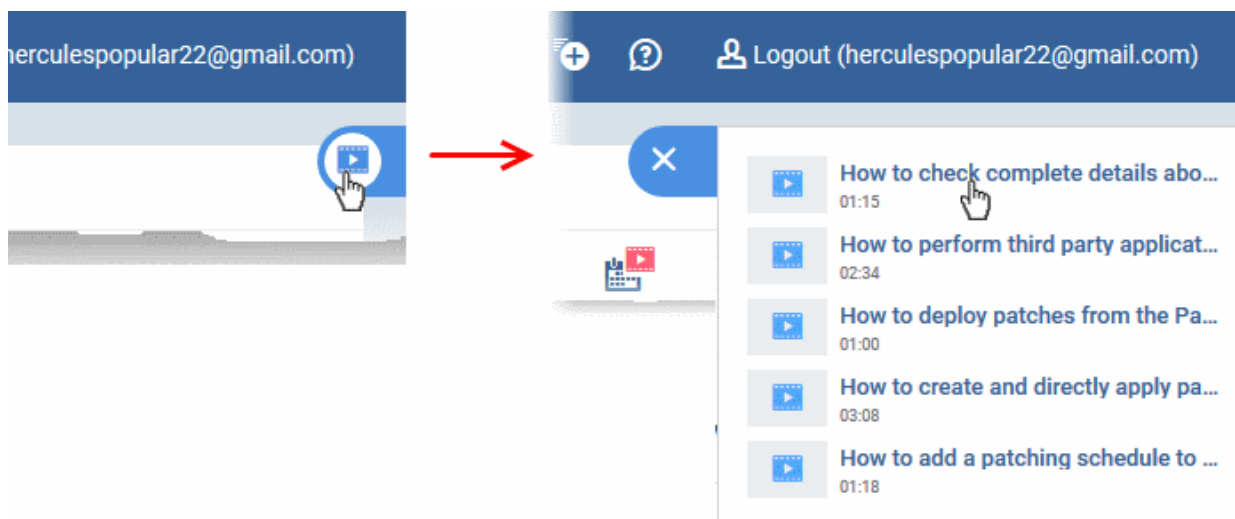 herculespopular22@gmail.com)
Logout (herculespopular22@gmail.com)
How to check complete details abo...
01:15
How to perform third party applicat...
02:34
How to deploy patches from the Pa...
01:00
How to create and directly apply pa...
03:08
How to add a patching schedule to ...
01:18